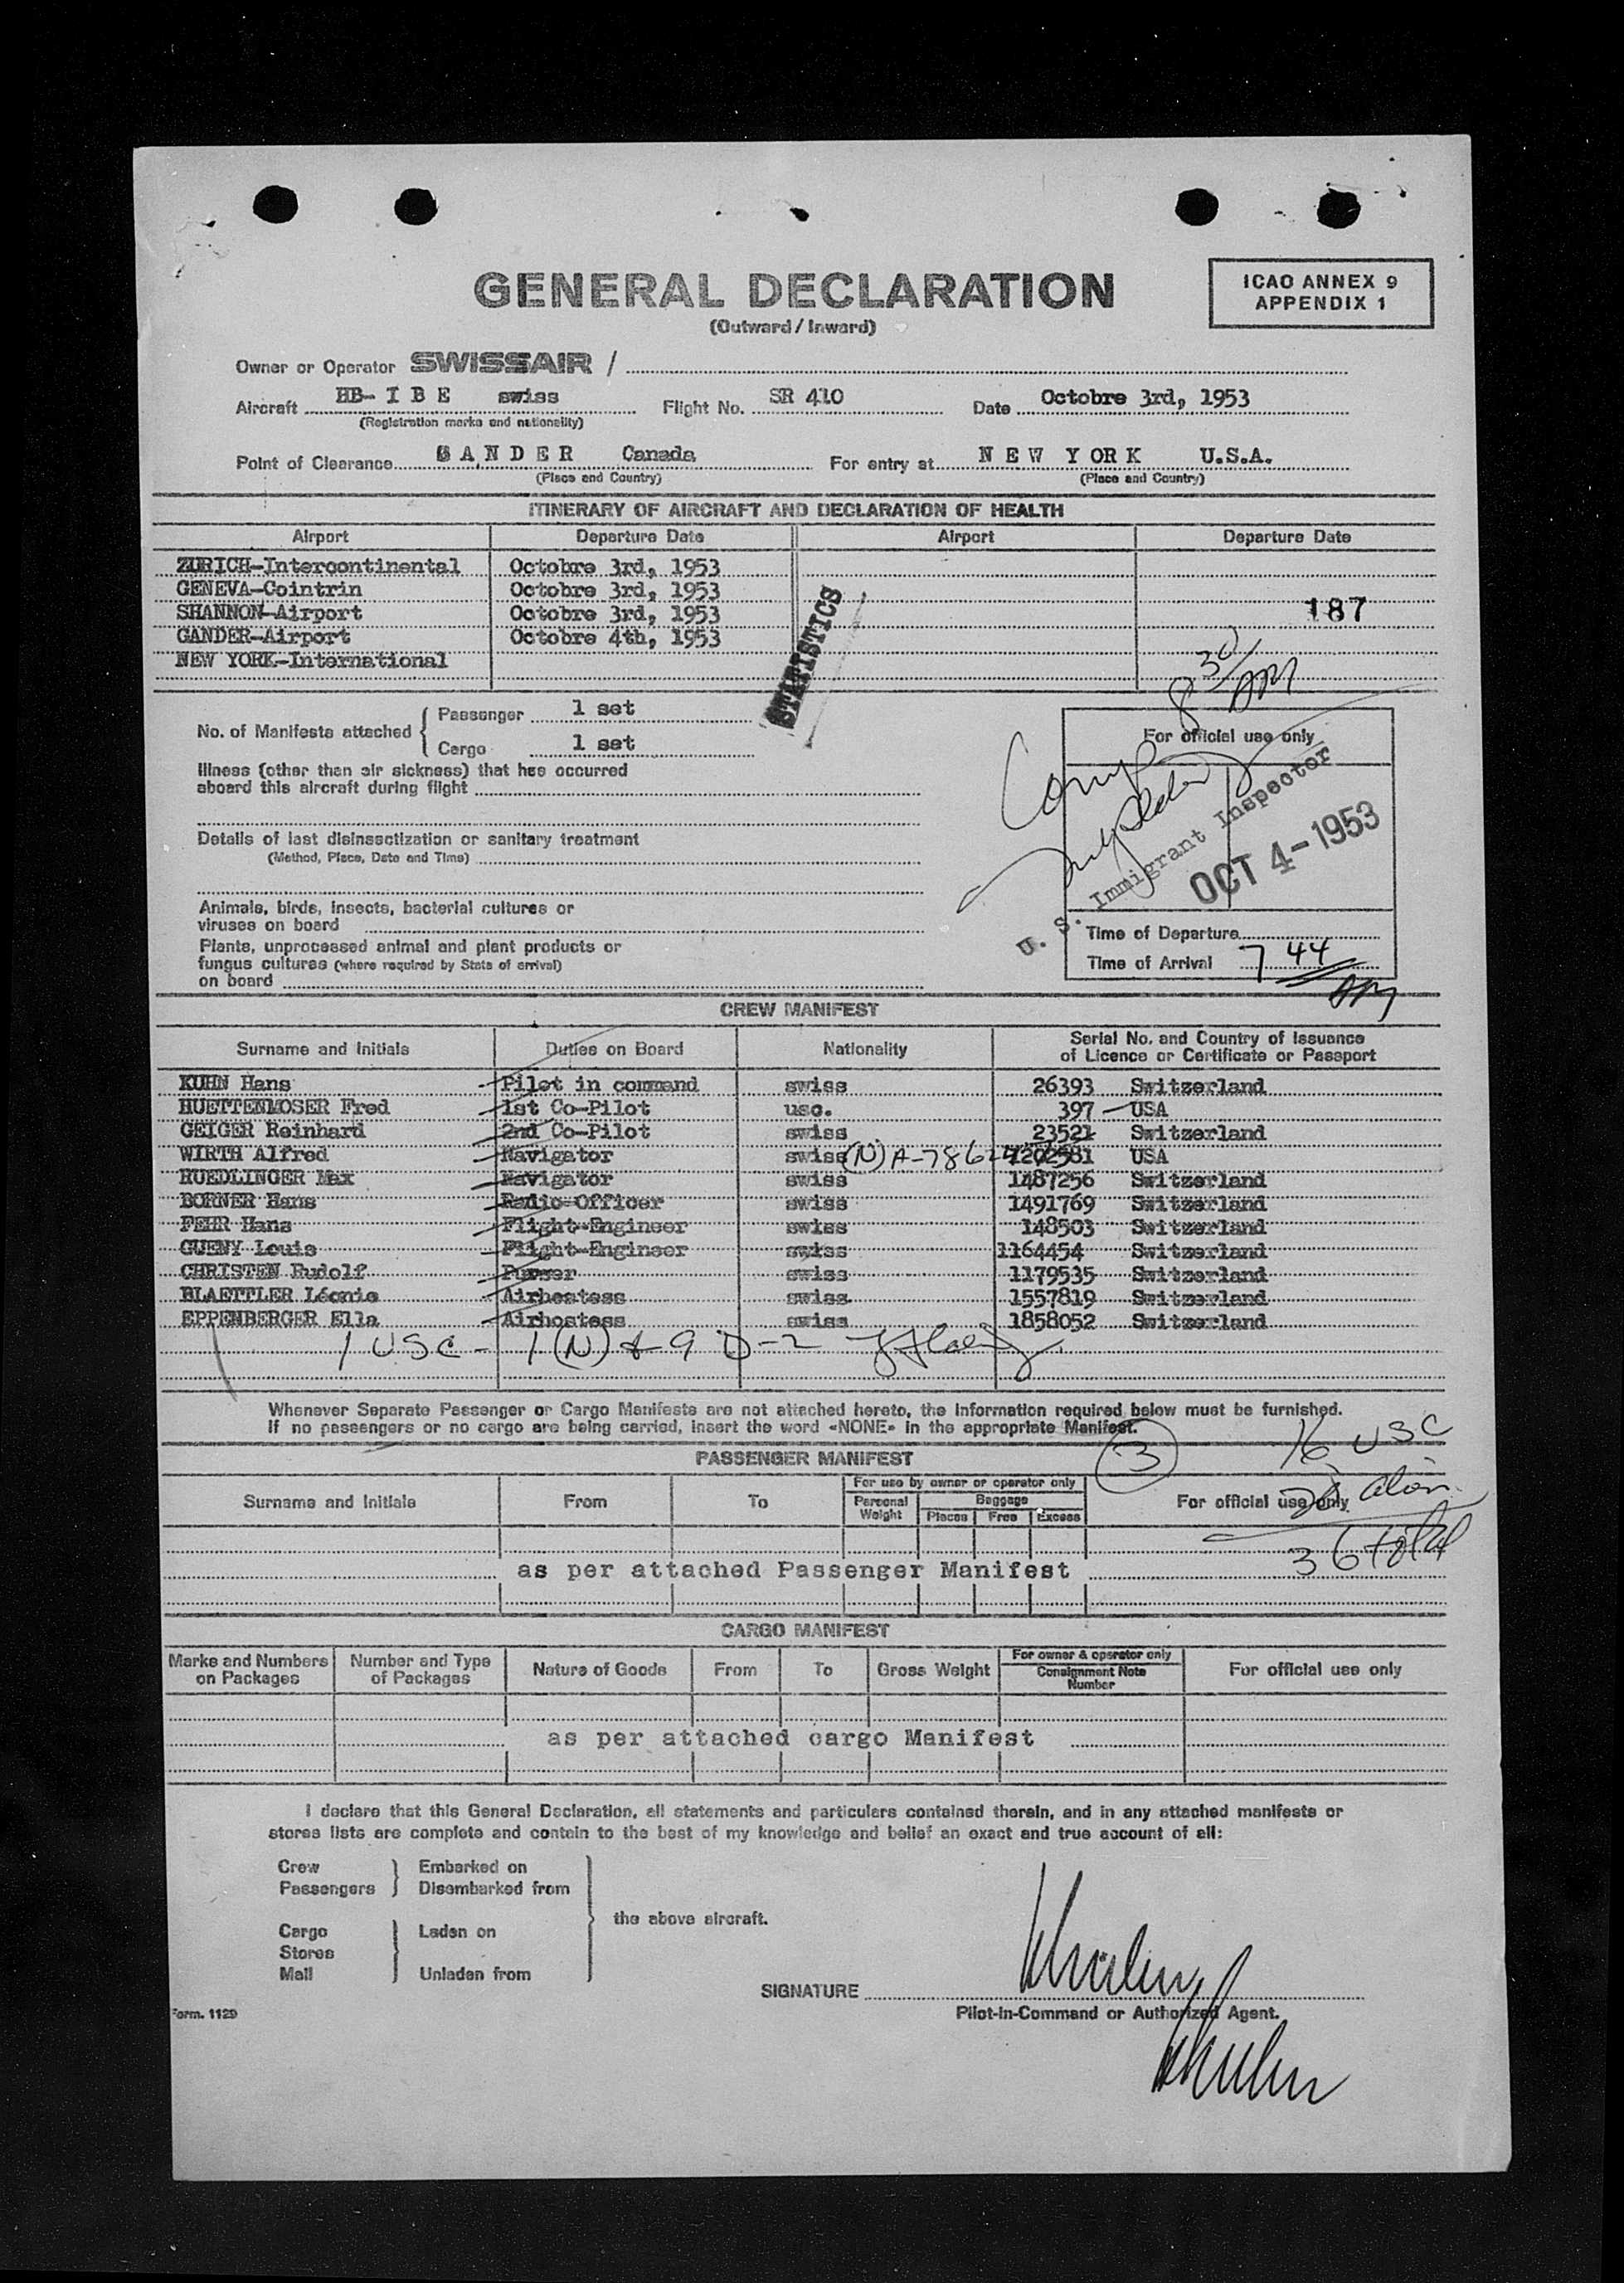 GENERAL DECLARATION
(Outward / Inward)
ICAO ANNEX 9
APPENDIX 1
Owner or Operator SWISSAIR /
Aircraft HB- I B E swiss Flight No. SR 410 Date Octobre 3rd, 1953
(Registration marks and nationality)
Point of Clearance G A N D E R Canada For entry at N E W Y OR K U.S.A.
(Place and Country) (Place and Country)
ITINERARY OF AIRCRAFT AND DECLARATION OF HEALTH
Airport Departure Date Airport Departure Date
ZURICH-Intercontinental Octobre 3rd, 1953
GENEVA-Cointrin Octobre 3rd, 1953
SHANNON-Airport Octobre 3rd, 1953 187
GANDER-Airport Octobre 4th, 1953
NEW YORK-International
STATISTICS
8 30/AM
No. of Manifests attached { Passenger 1 set
Cargo 1 set
For official use only
Illness (other than air sickness) that has occurred
aboard this aircraft during flight
Details of last disinsectization or sanitary treatment
(Method, Place, Date and Time)
U. S. Immigrant Inspector
OCT 4-1953
Animals, birds, insects, bacterial cultures or
viruses on board
Plants, unprocessed animal and plant products or
fungus cultures (where required by State of arrival)
on board
Time of Departure
Time of Arrival 7 44 AM
CREW MANIFEST
Surname and Initials Duties on Board Nationality Serial No. and Country of Issuance
of Licence or Certificate or Passport
KUHN Hans Pilot in command swiss 26393 Switzerland
HUETTENMOSER Fred 1st Co-Pilot usc. 397 USA
GEIGER Reinhard 2nd Co-Pilot swiss 23521 Switzerland
WIRTH Alfred Navigator swiss (N) 1202581 USA
HUEDLINGER Max Navigator swiss 1487256 Switzerland
BORNER Hans Radio-Officer swiss 1491769 Switzerland
FEHR Hans Flight-Engineer swiss 148503 Switzerland
GUENY Louis Flight-Engineer swiss 1164454 Switzerland
CHRISTEN Rudolf Purser swiss 1179535 Switzerland
BLAETTLER Léonie Airhostess swiss 1557819 Switzerland
EPPENBERGER Ella Airhostess swiss 1858052 Switzerland
1 USC - 1 (N) & 9 D-2
Whenever Separate Passenger or Cargo Manifests are not attached hereto, the information required below must be furnished.
If no passengers or no cargo are being carried, insert the word «NONE» in the appropriate Manifest.
3 16 USC
PASSENGER MANIFEST
Surname and Initials From To For use by owner or operator only For official use only
Personal Weight Baggage
Pieces Free Excess
20 alien
36 total
as per attached Passenger Manifest
CARGO MANIFEST
Marks and Numbers on Packages Number and Type of Packages Nature of Goods From To Gross Weight For owner & operator only For official use only
Consignment Note Number
as per attached cargo Manifest
I declare that this General Declaration, all statements and particulars contained therein, and in any attached manifests or
stores lists are complete and contain to the best of my knowledge and belief an exact and true account of all:
Crew Embarked on
Passengers Disembarked from
the above aircraft.
Cargo Laden on
Stores
Mail Unladen from
SIGNATURE
Pilot-in-Command or Authorized Agent.
Form. 1129